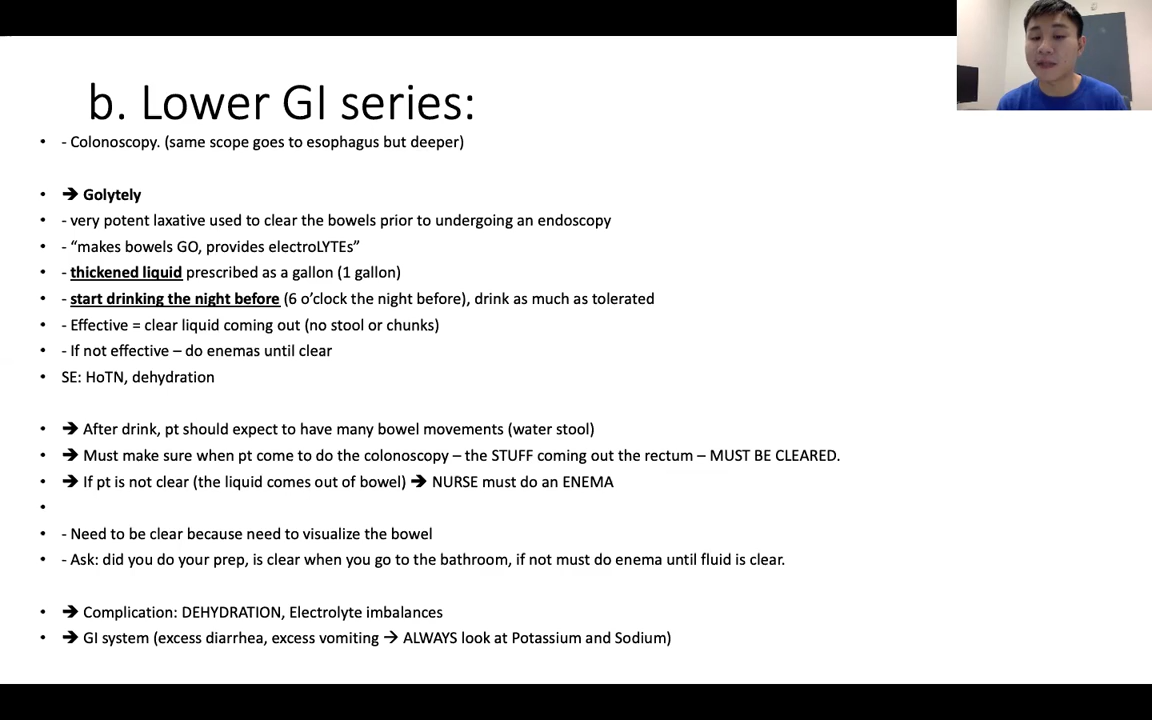 b. Lower GI series:
• - Colonoscopy. (same scope goes to esophagus but deeper)
• ➔ Golytely
• - very potent laxative used to clear the bowels prior to undergoing an endoscopy
• - “makes bowels GO, provides electroLYTEs”
• - thickened liquid prescribed as a gallon (1 gallon)
• - start drinking the night before (6 o’clock the night before), drink as much as tolerated
• - Effective = clear liquid coming out (no stool or chunks)
• - If not effective – do enemas until clear
• SE: HoTN, dehydration
• ➔ After drink, pt should expect to have many bowel movements (water stool)
• ➔ Must make sure when pt come to do the colonoscopy – the STUFF coming out the rectum – MUST BE CLEARED.
• ➔ If pt is not clear (the liquid comes out of bowel) ➔ NURSE must do an ENEMA
•
• - Need to be clear because need to visualize the bowel
• - Ask: did you do your prep, is clear when you go to the bathroom, if not must do enema until fluid is clear.
• ➔ Complication: DEHYDRATION, Electrolyte imbalances
• ➔ GI system (excess diarrhea, excess vomiting → ALWAYS look at Potassium and Sodium)